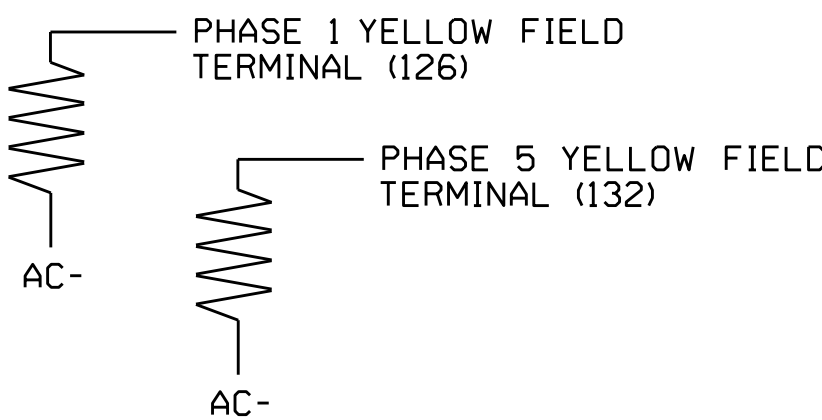 PHASE 1 YELLOW FIELD
TERMINAL (126)
PHASE 5 YELLOW FIELD
TERMINAL (132)
AC-
AC-